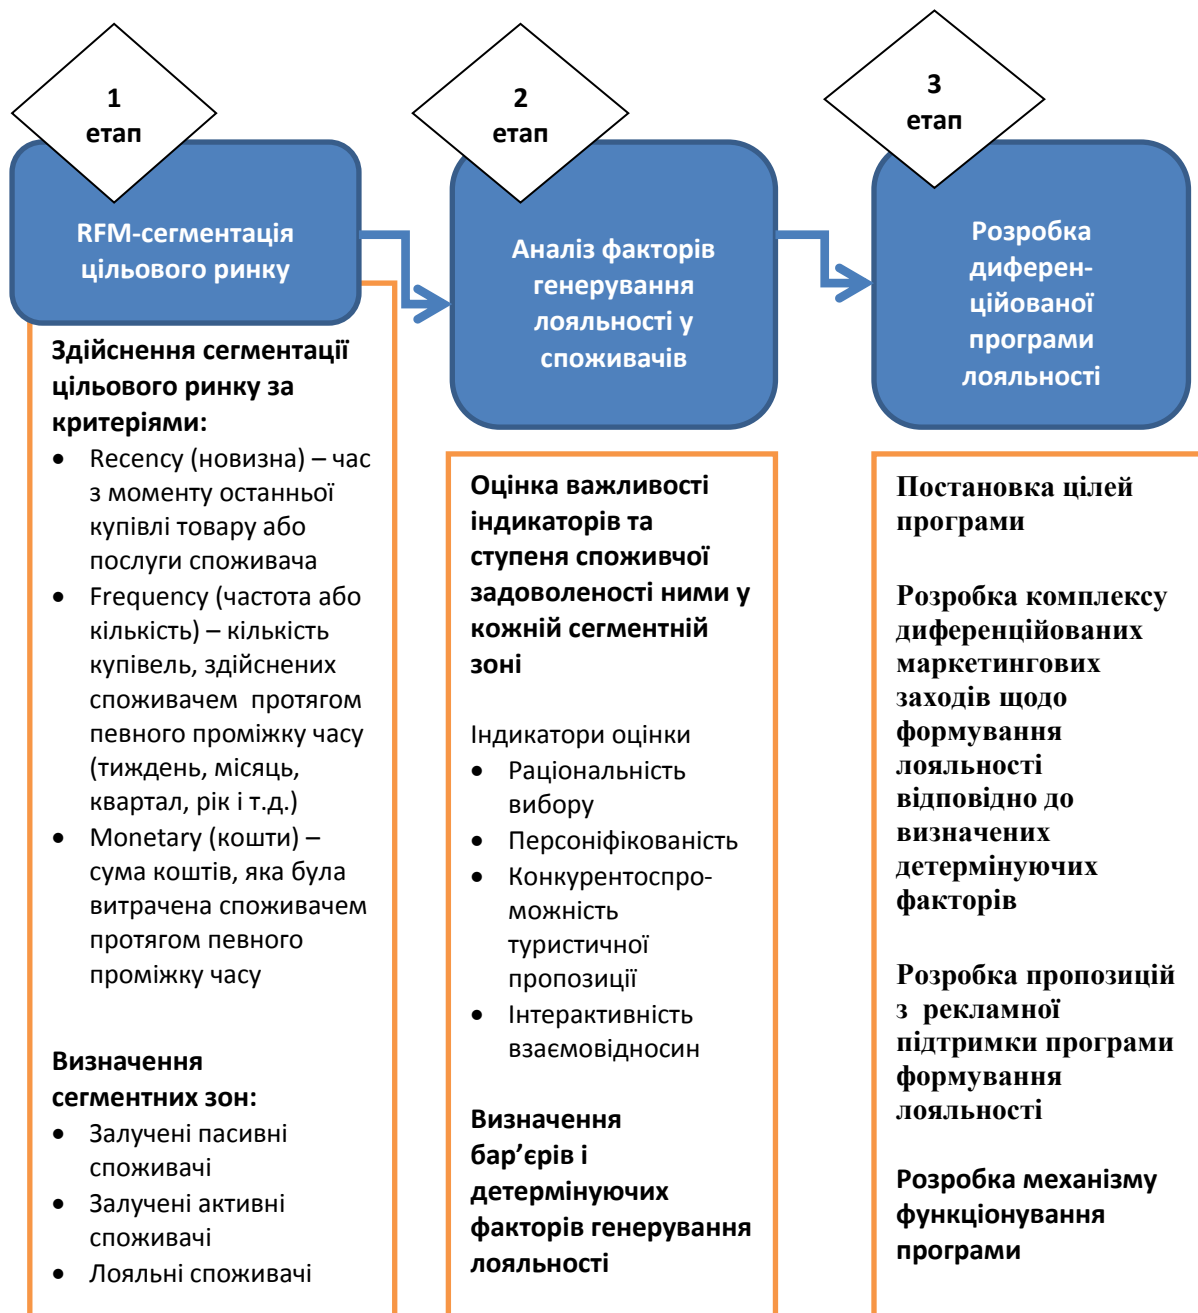 1
етап
RFM-сегментація
цільового ринку
Здійснення сегментації
цільового ринку за
критеріями:
• Recency (новизна) – час
з моменту останньої
купівлі товару або
послуги споживача
• Frequency (частота або
кількість) – кількість
купівель, здійснених
споживачем протягом
певного проміжку часу
(тиждень, місяць,
квартал, рік і т.д.)
• Monetary (кошти) –
сума коштів, яка була
витрачена споживачем
протягом певного
проміжку часу
Визначення
сегментних зон:
• Залучені пасивні
споживачі
• Залучені активні
споживачі
• Лояльні споживачі
2
етап
Аналіз факторів
генерування
лояльності у
споживачів
Оцінка важливості
індикаторів та
ступеня споживчої
задоволеності ними у
кожній сегментній
зоні
Індикатори оцінки
• Раціональність
вибору
• Персоніфікованість
• Конкурентоспро-
можність
туристичної
пропозиції
• Інтерактивність
взаємовідносин
Визначення
бар’єрів і
детермінуючих
факторів генерування
лояльності
3
етап
Розробка
диферен-
ційованої
програми
лояльності
Постановка цілей
програми
Розробка комплексу
диференційованих
маркетингових
заходів щодо
формування
лояльності
відповідно до
визначених
детермінуючих
факторів
Розробка пропозицій
з рекламної
підтримки програми
формування
лояльності
Розробка механізму
функціонування
програми